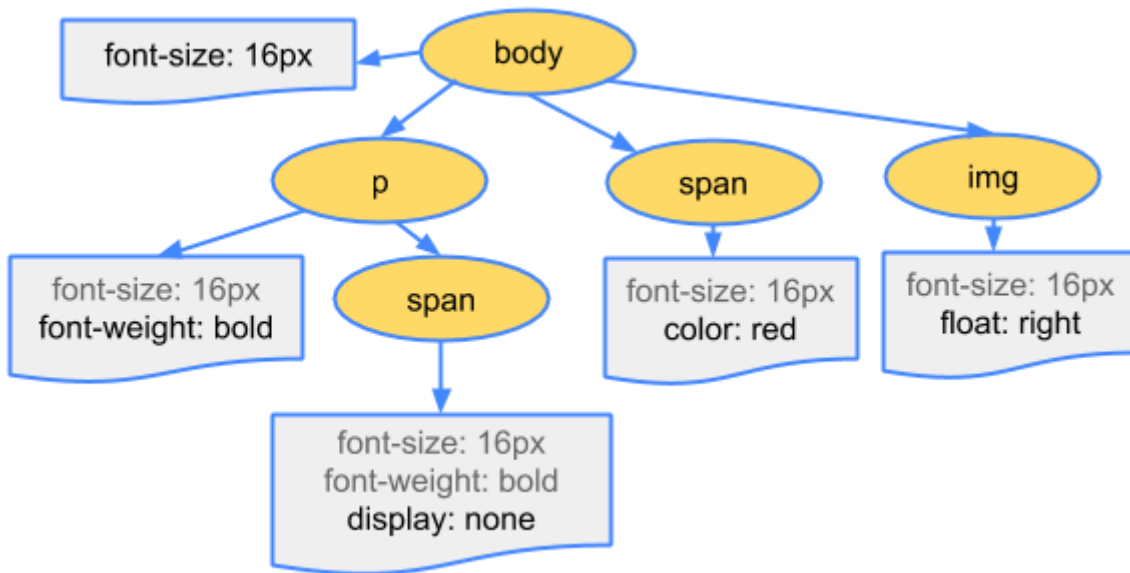 font-size: 16px
body
p
span
img
font-size: 16px
font-weight: bold
span
font-size: 16px
color: red
font-size: 16px
float: right
font-size: 16px
font-weight: bold
display: none